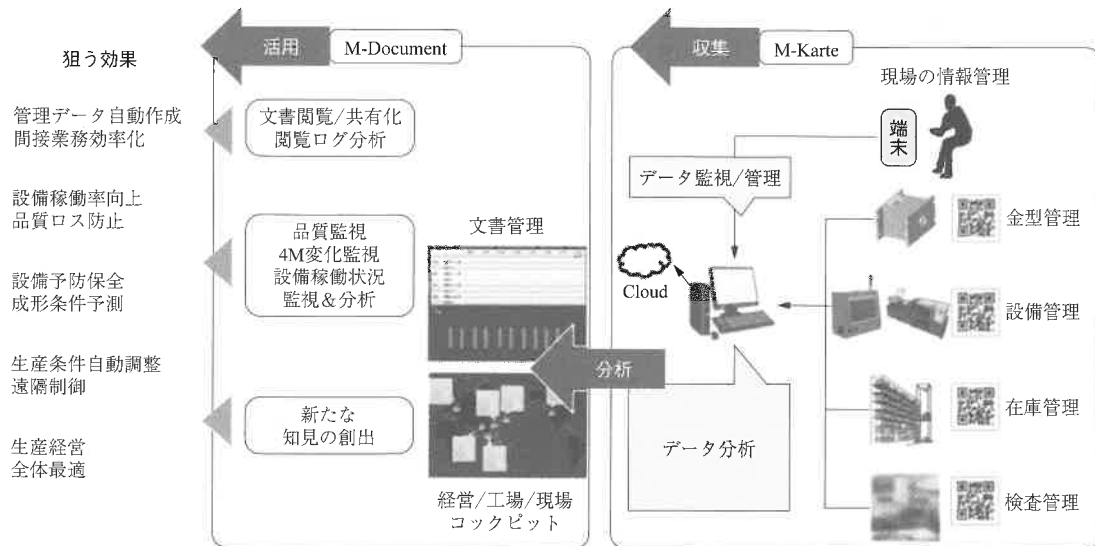 狙う効果
管理データ自動作成
間接業務効率化
設備稼働率向上
品質ロス防止
設備予防保全
成形条件予測
生産条件自動調整
遠隔制御
生産経営
全体最適
活用
M-Document
文書閲覧/共有化
閲覧ログ分析
品質監視
4M変化監視
設備稼働状況
監視&分析
新たな
知見の創出
文書管理
経営/工場/現場
コックピット
分析
収集
M-Karte
現場の情報管理
端末
データ監視/管理
Cloud
データ分析
金型管理
設備管理
在庫管理
検査管理